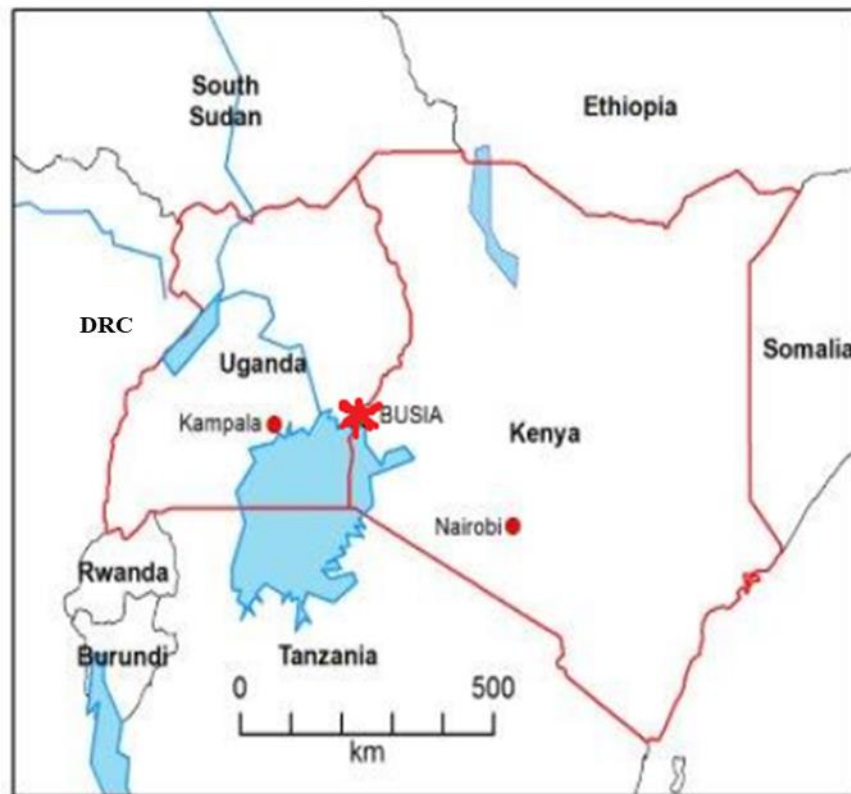 South
Sudan
Ethiopia
DRC
Uganda
Somalia
Kampala
BUSIA
Kenya
Nairobi
Rwanda
Burundi
Tanzania
0 500
km